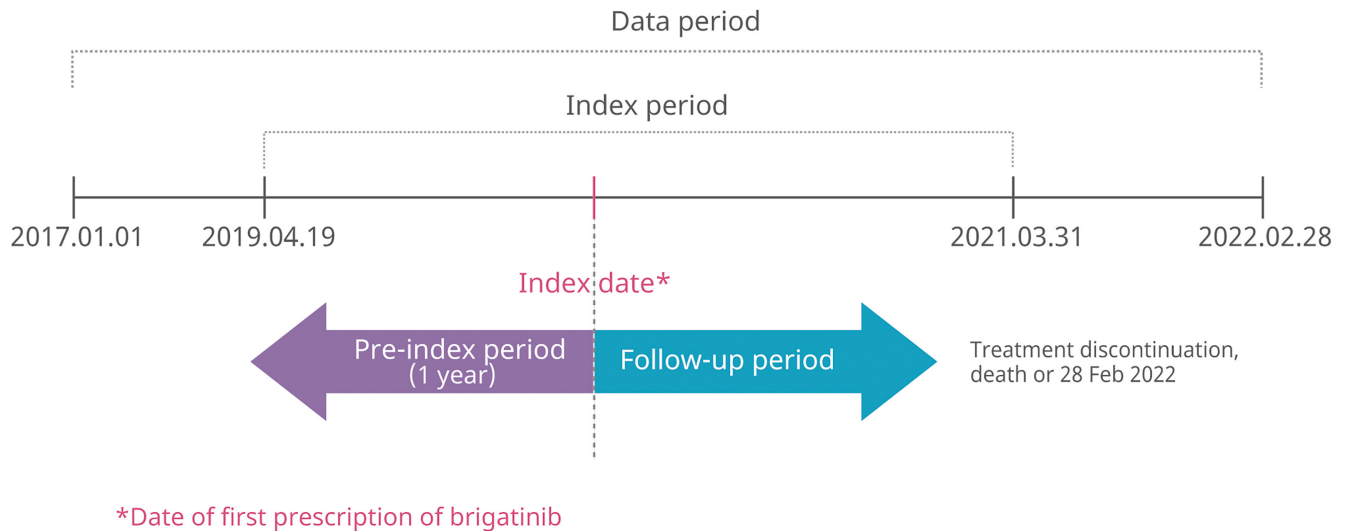 Data period
Index period
2017.01.01
2019.04.19
2021.03.31
2022.02.28
Index date*
Pre-index period
(1 year)
Follow-up period
Treatment discontinuation,
death or 28 Feb 2022
*Date of first prescription of brigatinib